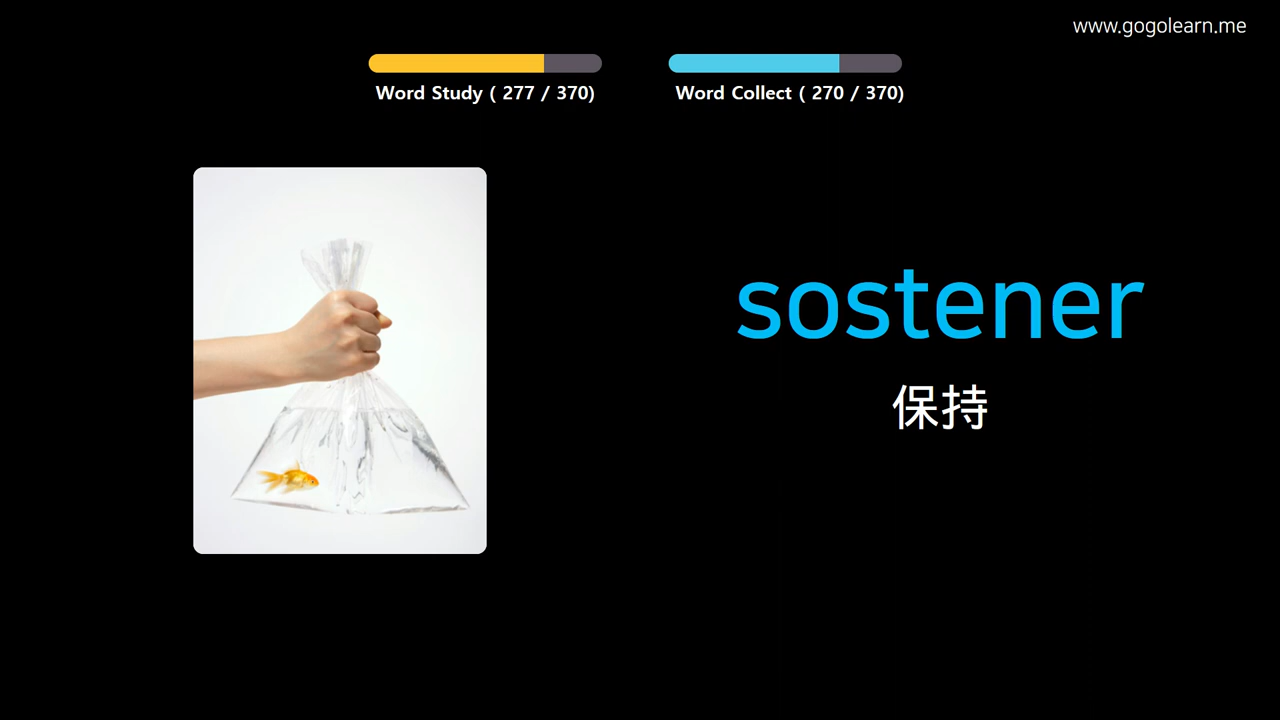 www.gogolearn.me
Word Study ( 277 / 370)
Word Collect ( 270 / 370)
sostener
保持